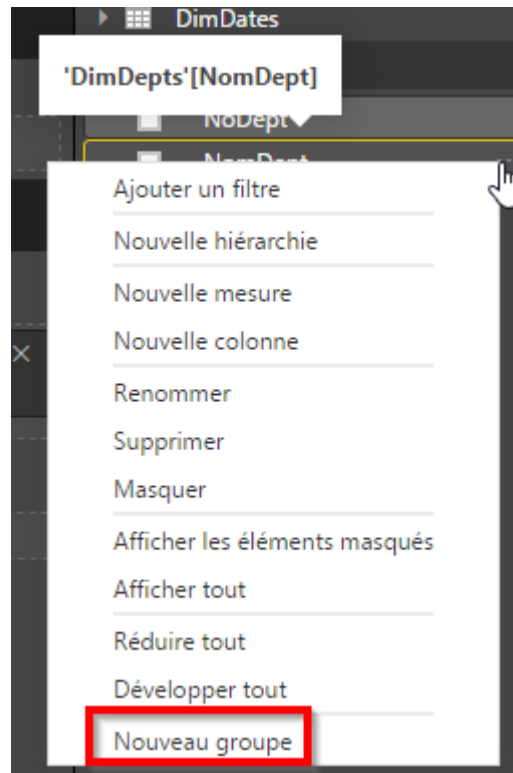 DimDates
'DimDepts'[NomDept]
NoDept
NomDept
Ajouter un filtre
Nouvelle hiérarchie
Nouvelle mesure
Nouvelle colonne
Renommer
Supprimer
Masquer
Afficher les éléments masqués
Afficher tout
Réduire tout
Développer tout
Nouveau groupe